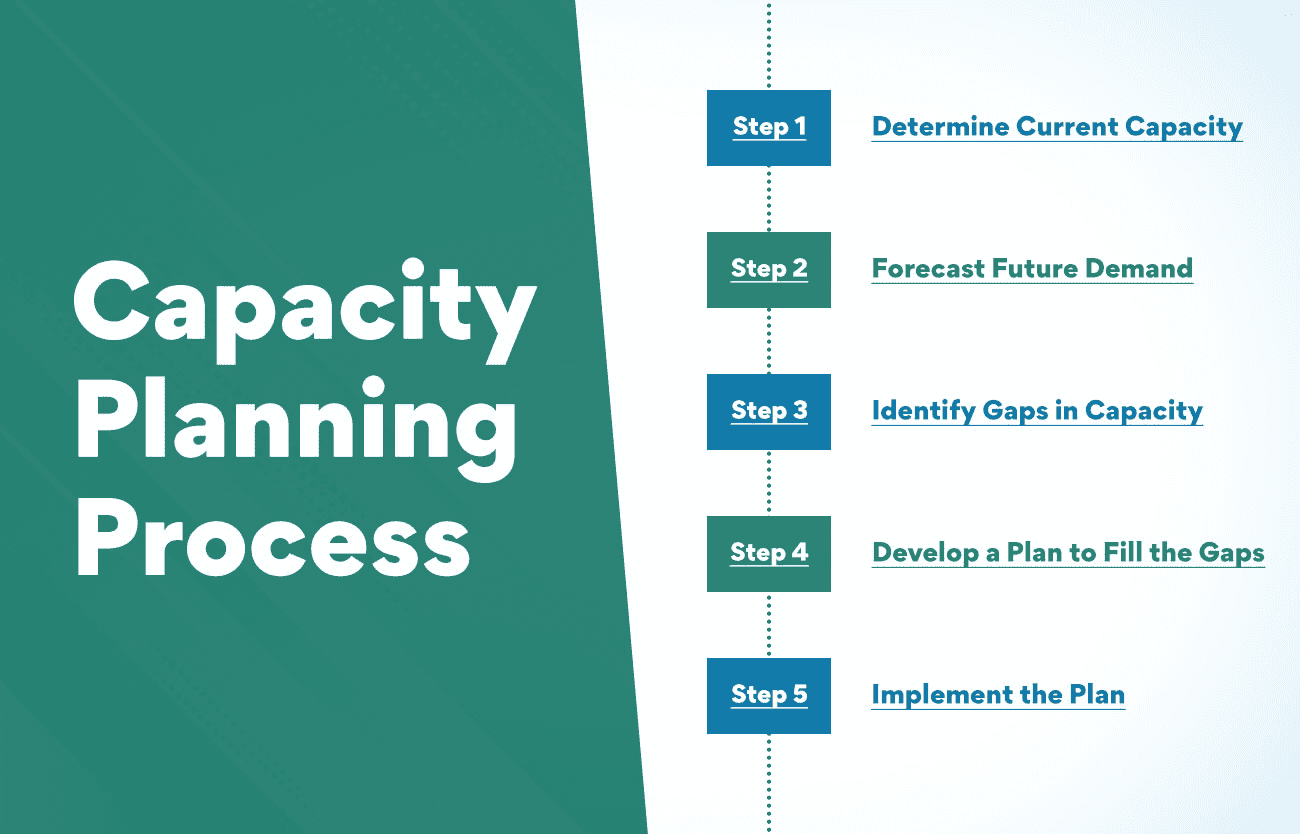 Capacity
Planning
Process
Step 1
Determine Current Capacity
Step 2
Forecast Future Demand
Step 3
Identify Gaps in Capacity
Step 4
Develop a Plan to Fill the Gaps
Step 5
Implement the Plan